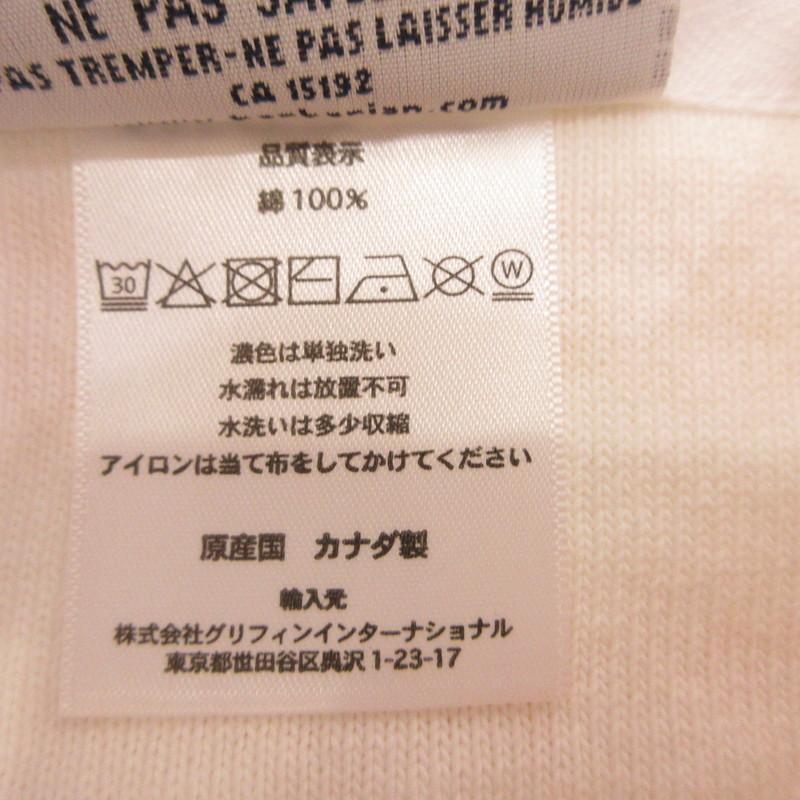 NE PAS
PAS TREMPER-NE PAS LAISSER HUMIDE
CA 15192
品質表示
綿100%
30
W
濃色は単独洗い
水濡れは放置不可
水洗いは多少収縮
アイロンは当て布をしてかけてください
原産国 カナダ製
輸入元
株式会社グリフィンインターナショナル
東京都世田谷区奥沢1-23-17